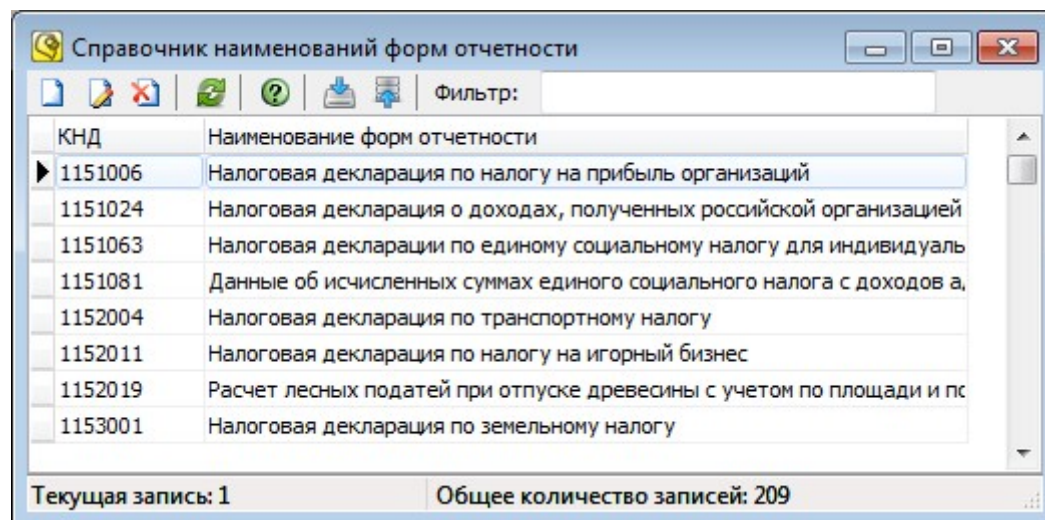 Справочник наименований форм отчетности
Фильтр:
КНД Наименование форм отчетности
1151006 Налоговая декларация по налогу на прибыль организаций
1151024 Налоговая декларация о доходах, полученных российской организацией
1151063 Налоговая декларации по единому социальному налогу для индивидуаль
1151081 Данные об исчисленных суммах единого социального налога с доходов а
1152004 Налоговая декларация по транспортному налогу
1152011 Налоговая декларация по налогу на игорный бизнес
1152019 Расчет лесных податей при отпуске древесины с учетом по площади и по
1153001 Налоговая декларация по земельному налогу
Текущая запись: 1 Общее количество записей: 209